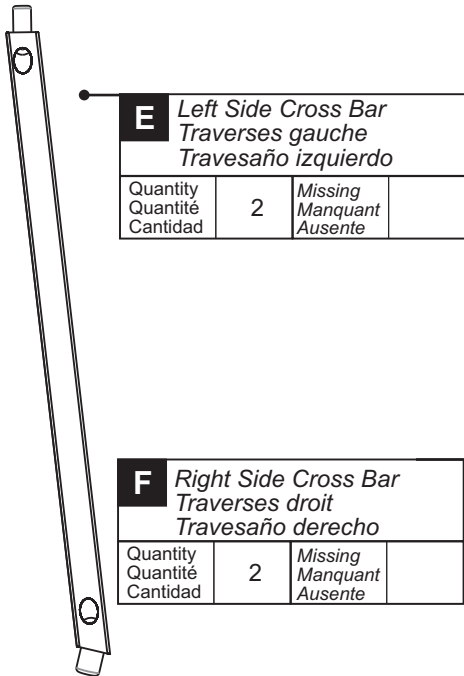 E Left Side Cross Bar
Traverses gauche
Travesaño izquierdo
Quantity
Quantité
Cantidad
2
Missing
Manquant
Ausente
F Right Side Cross Bar
Traverses droit
Travesaño derecho
Quantity
Quantité
Cantidad
2
Missing
Manquant
Ausente